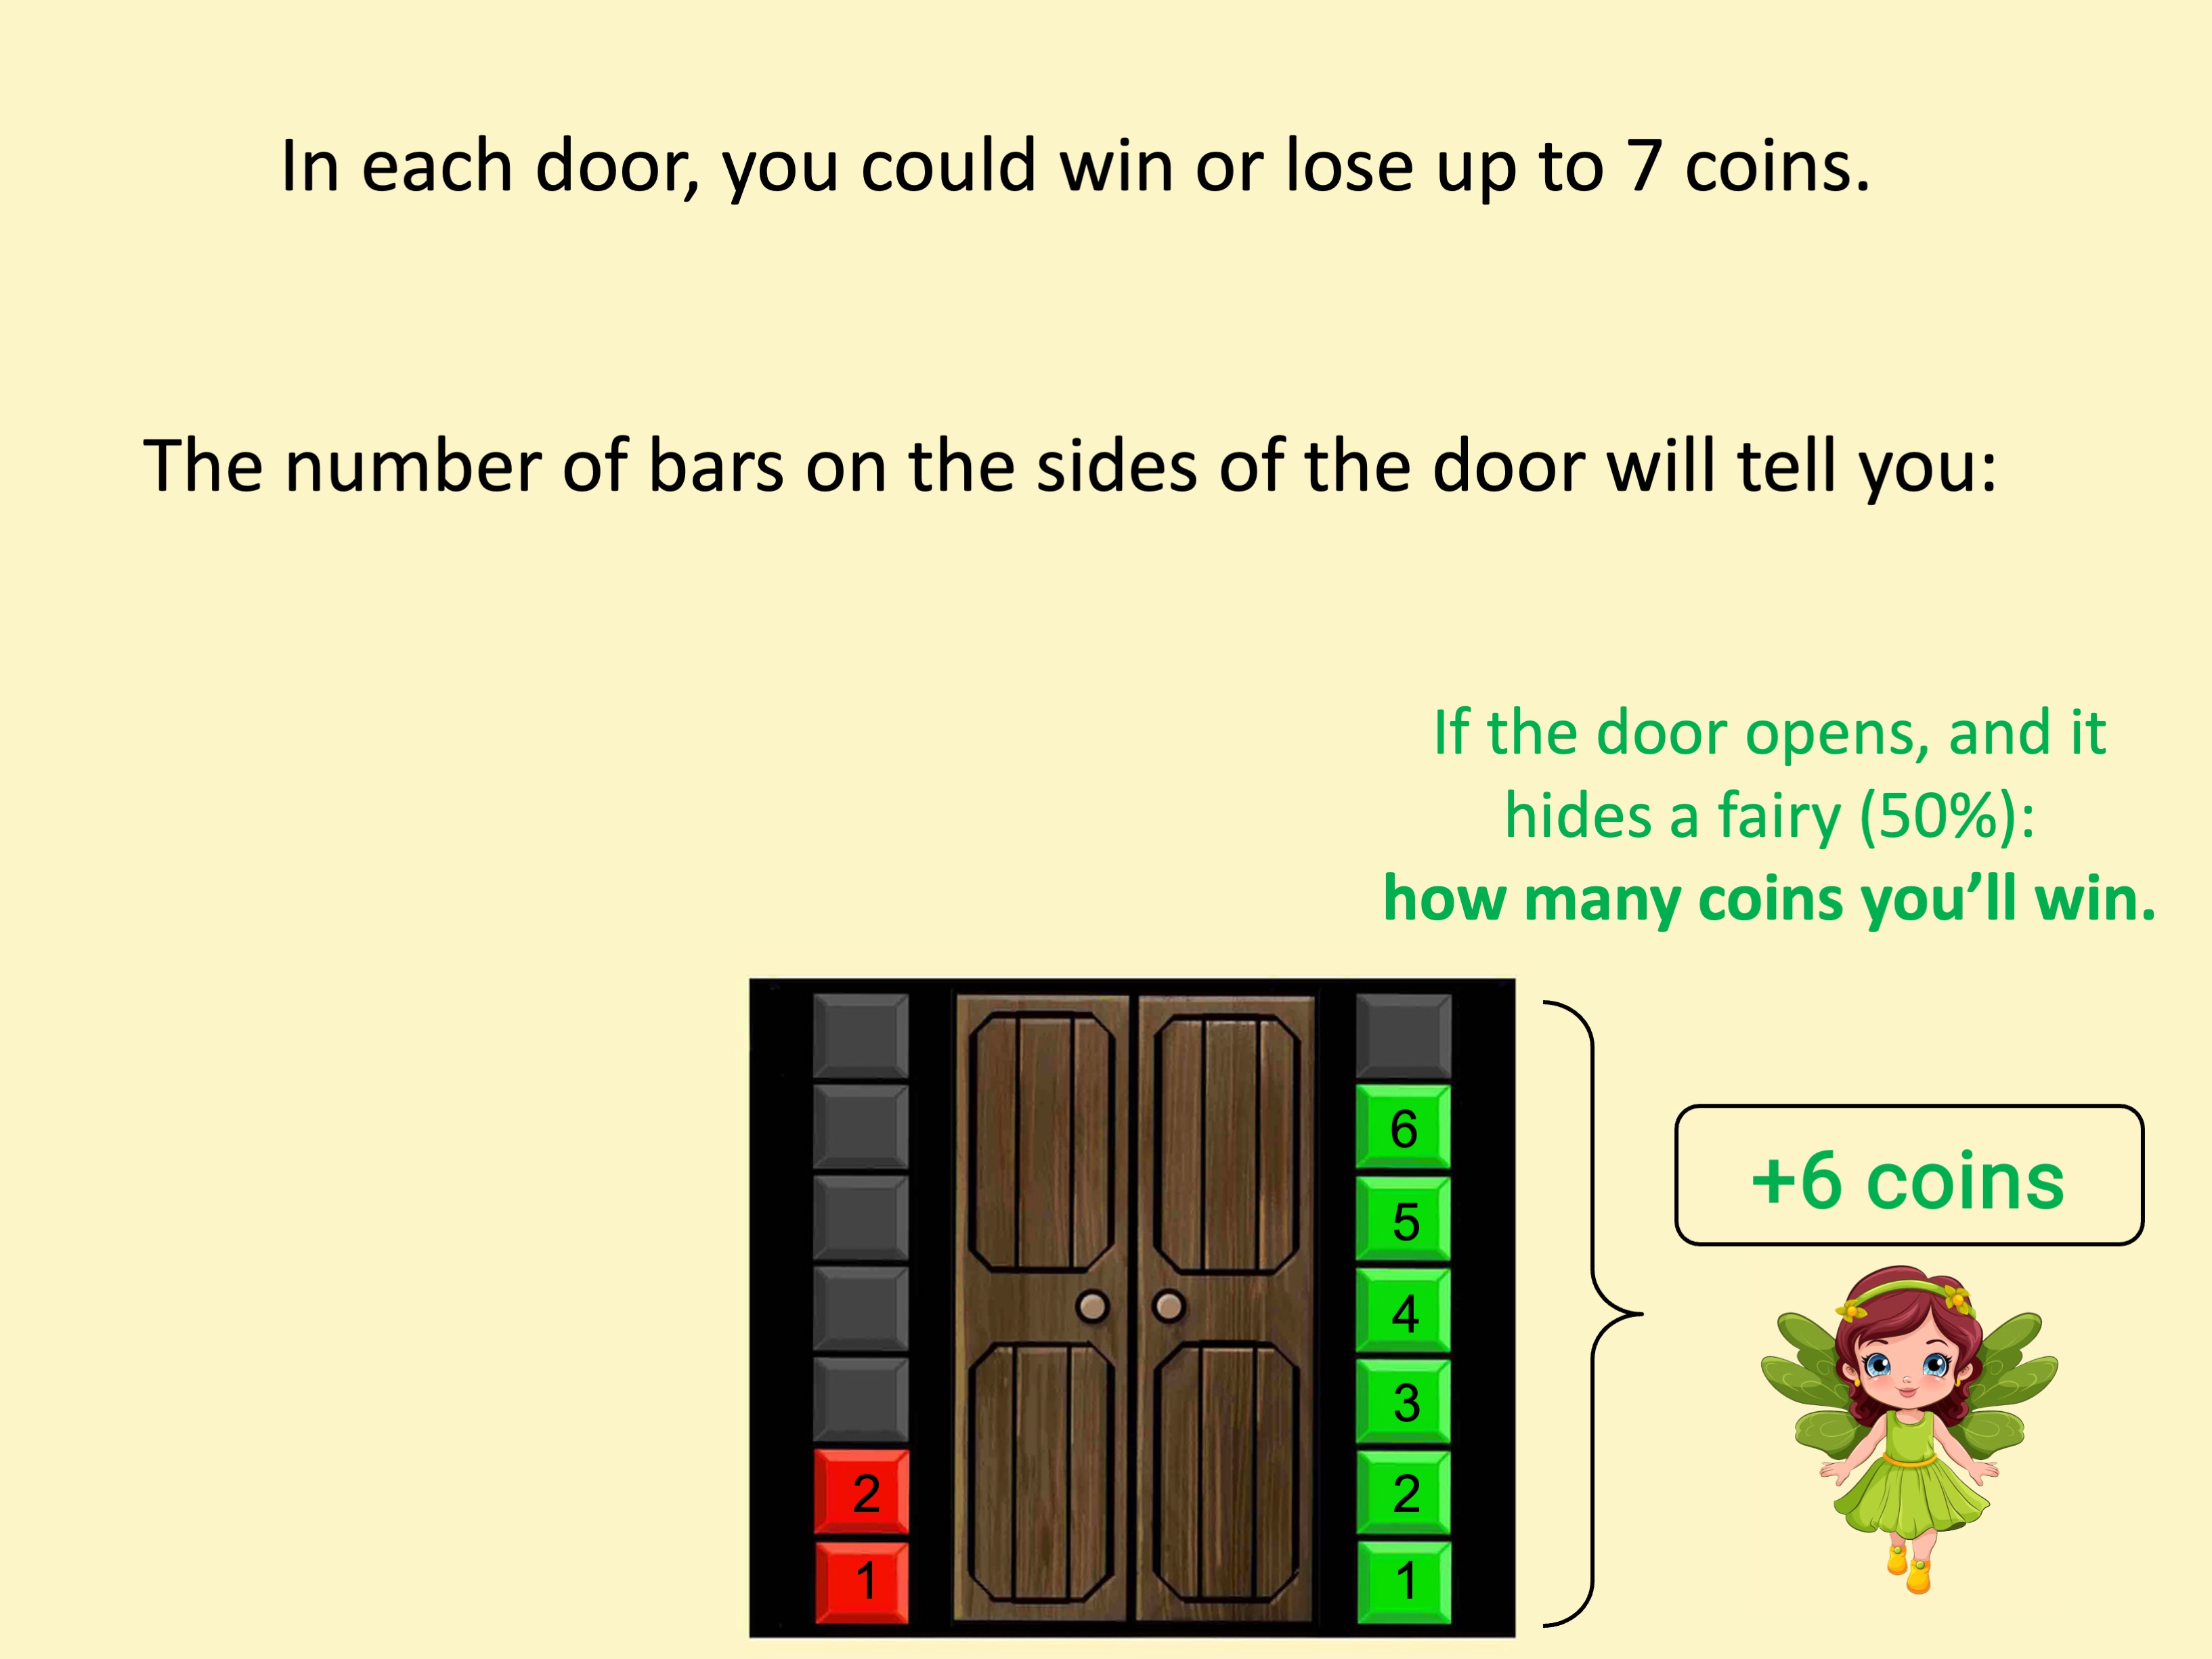 In each door, you could win or lose up to 7 coins.
The number of bars on the sides of the door will tell you:
If the door opens, and it
hides a fairy (50%):
how many coins you’ll win.
6
5
4
3
2
1
2
1
+6 coins